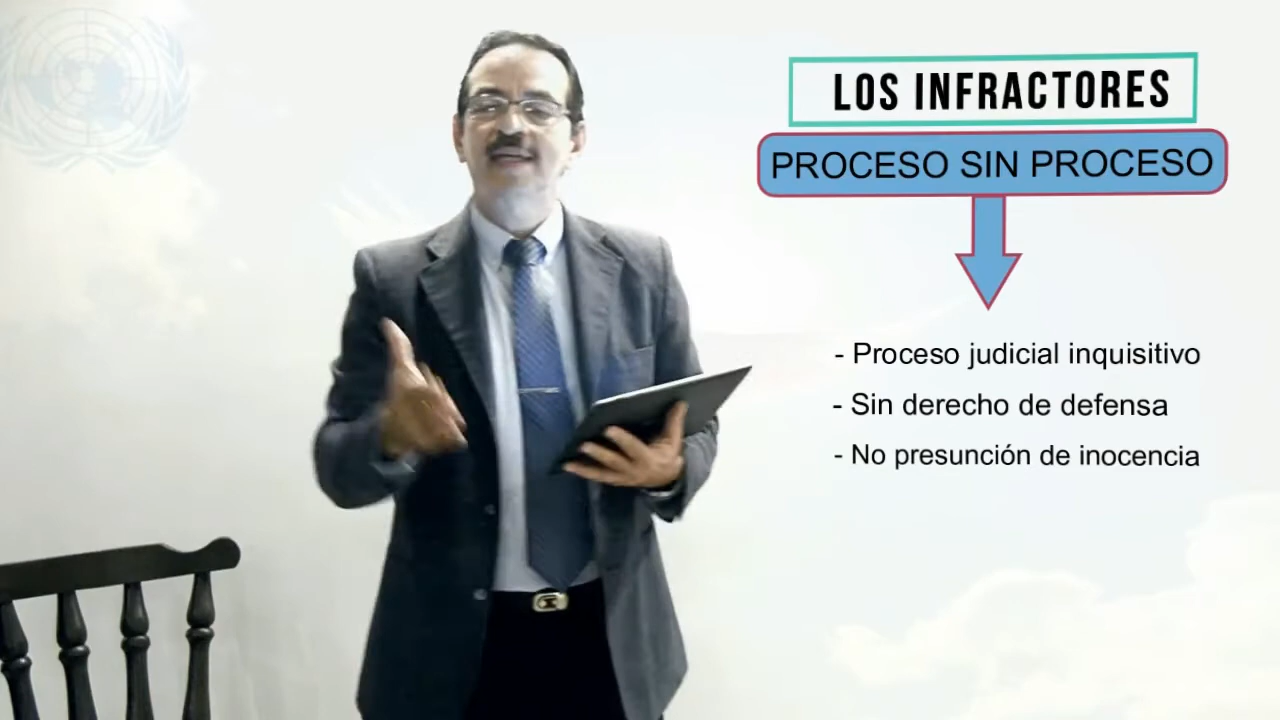 LOS INFRACTORES
PROCESO SIN PROCESO
- Proceso judicial inquisitivo
- Sin derecho de defensa
- No presunción de inocencia